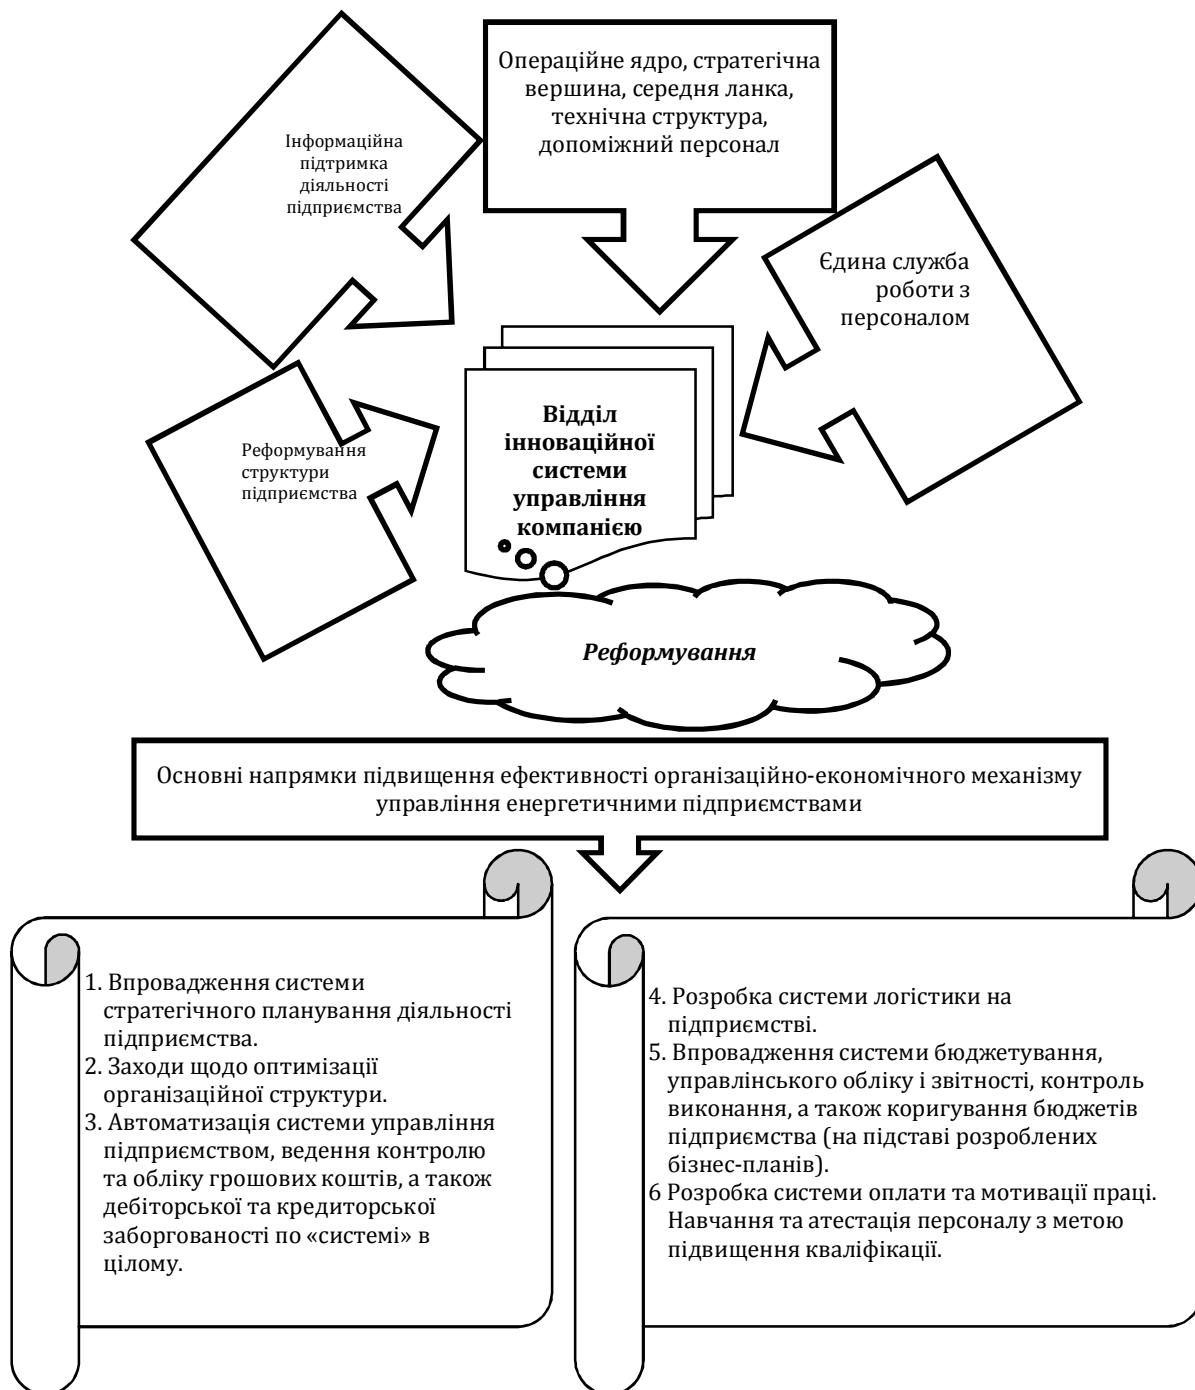 Операційне ядро, стратегічна
вершина, середня ланка,
технічна структура,
допоміжний персонал
Інформаційна
підтримка
діяльності
підприємства
Єдина служба
роботи з
персоналом
Відділ
інноваційної
системи
управління
компанією
Реформування
структури
підприємства
Реформування
Основні напрямки підвищення ефективності організаційно-економічного механізму
управління енергетичними підприємствами
1. Впровадження системи
стратегічного планування діяльності
підприємства.
2. Заходи щодо оптимізації
організаційної структури.
3. Автоматизація системи управління
підприємством, ведення контролю
та обліку грошових коштів, а також
дебіторської та кредиторської
заборгованості по «системі» в
цілому.
4. Розробка системи логістики на
підприємстві.
5. Впровадження системи бюджетування,
управлінського обліку і звітності, контроль
виконання, а також коригування бюджетів
підприємства (на підставі розроблених
бізнес-планів).
6 Розробка системи оплати та мотивації праці.
Навчання та атестація персоналу з метою
підвищення кваліфікації.